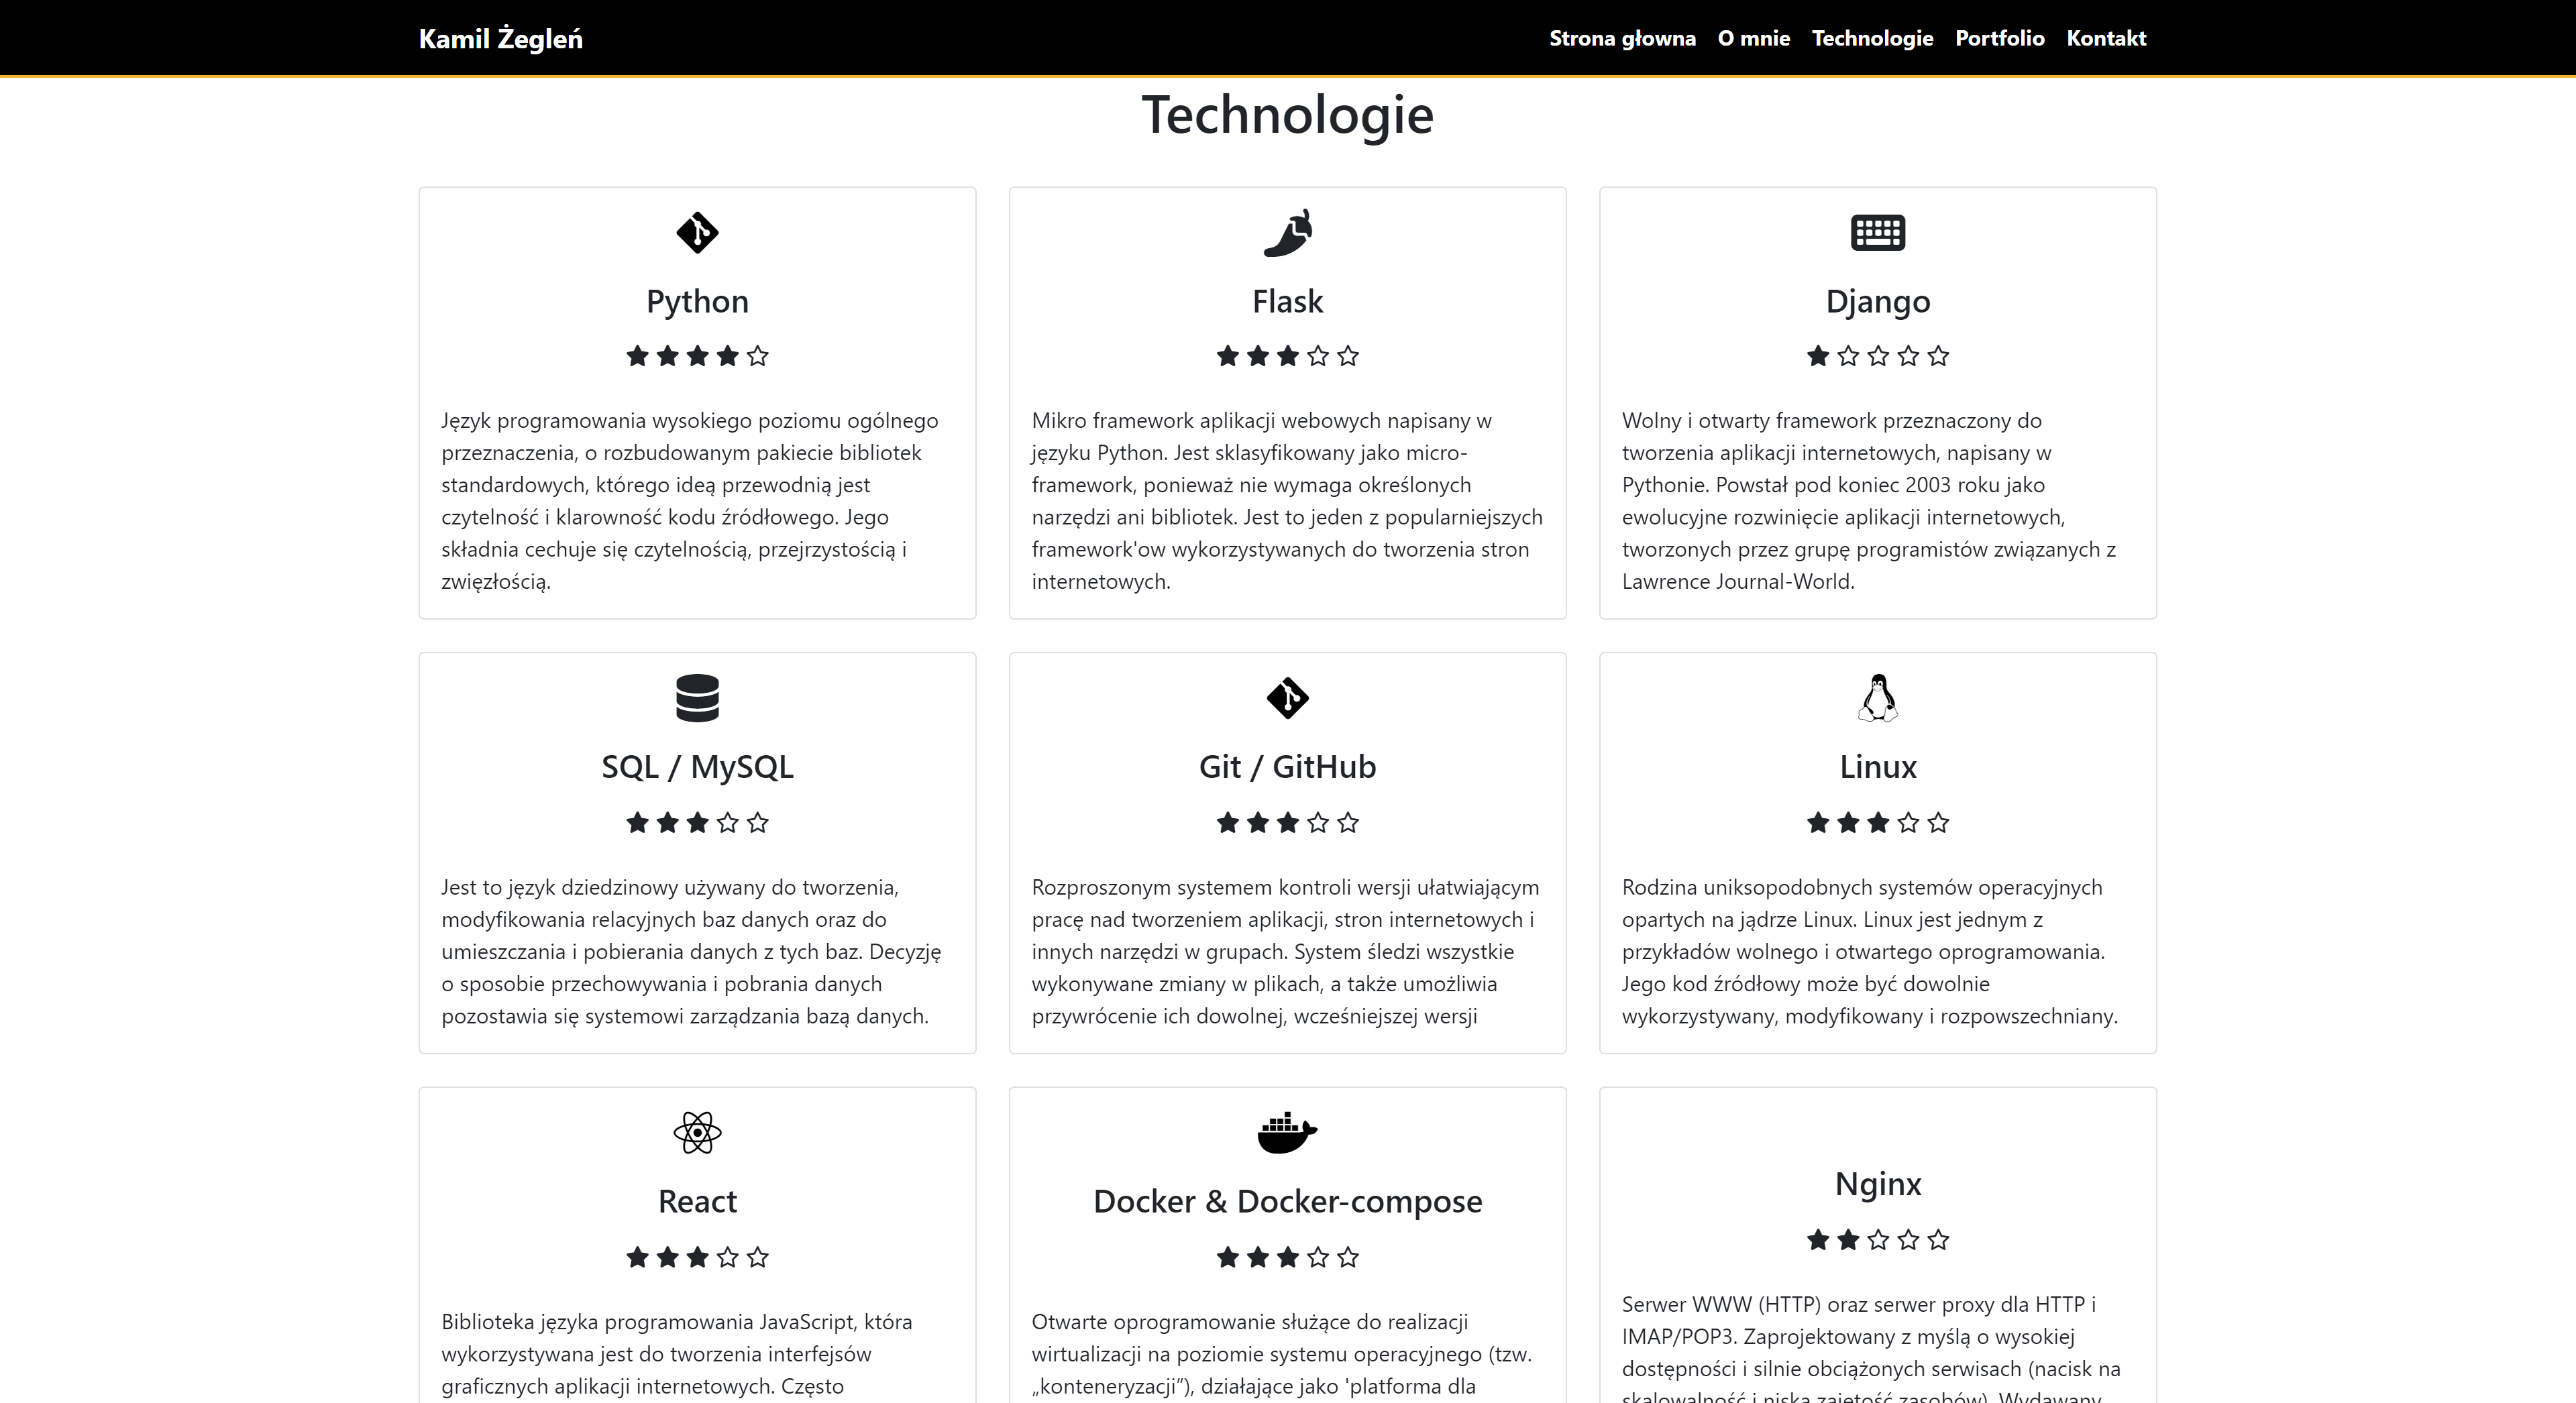 Kamil Żegleń
Strona głowna O mnie Technologie Portfolio Kontakt
Technologie
Python
Język programowania wysokiego poziomu ogólnego
przeznaczenia, o rozbudowanym pakiecie bibliotek
standardowych, którego ideą przewodnią jest
czytelność i klarowność kodu źródłowego. Jego
składnia cechuje się czytelnością, przejrzystością i
zwięzłością.
Flask
Mikro framework aplikacji webowych napisany w
języku Python. Jest sklasyfikowany jako micro-
framework, ponieważ nie wymaga określonych
narzędzi ani bibliotek. Jest to jeden z popularniejszych
framework'ow wykorzystywanych do tworzenia stron
internetowych.
Django
Wolny i otwarty framework przeznaczony do
tworzenia aplikacji internetowych, napisany w
Pythonie. Powstał pod koniec 2003 roku jako
ewolucyjne rozwinięcie aplikacji internetowych,
tworzonych przez grupę programistów związanych z
Lawrence Journal-World.
SQL / MySQL
Jest to język dziedzinowy używany do tworzenia,
modyfikowania relacyjnych baz danych oraz do
umieszczania i pobierania danych z tych baz. Decyzję
o sposobie przechowywania i pobrania danych
pozostawia się systemowi zarządzania bazą danych.
Git / GitHub
Rozproszonym systemem kontroli wersji ułatwiającym
pracę nad tworzeniem aplikacji, stron internetowych i
innych narzędzi w grupach. System śledzi wszystkie
wykonywane zmiany w plikach, a także umożliwia
przywrócenie ich dowolnej, wcześniejszej wersji
Linux
Rodzina uniksopodobnych systemów operacyjnych
opartych na jądrze Linux. Linux jest jednym z
przykładów wolnego i otwartego oprogramowania.
Jego kod źródłowy może być dowolnie
wykorzystywany, modyfikowany i rozpowszechniany.
React
Biblioteka języka programowania JavaScript, która
wykorzystywana jest do tworzenia interfejsów
graficznych aplikacji internetowych. Często
Docker & Docker-compose
Otwarte oprogramowanie służące do realizacji
wirtualizacji na poziomie systemu operacyjnego (tzw.
„konteneryzacji”), działające jako 'platforma dla
Nginx
Serwer WWW (HTTP) oraz serwer proxy dla HTTP i
IMAP/POP3. Zaprojektowany z myślą o wysokiej
dostępności i silnie obciążonych serwisach (nacisk na
skalowalność i niską zajętość zasobów). Wydawany